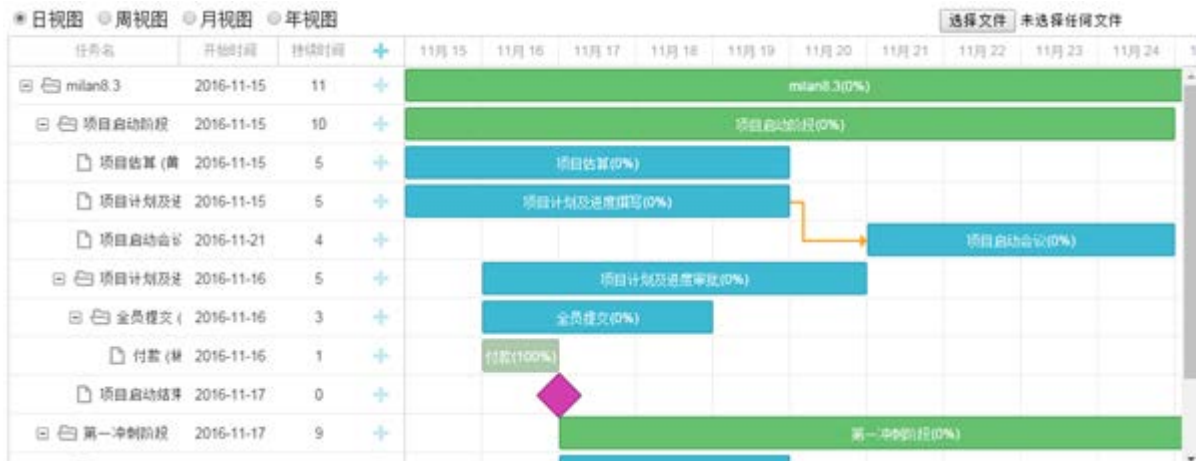 日视图 周视图 月视图 年视图 选择文件 未选择任何文件
任务名 开始时间 持续时间 11月 15 11月 16 11月 17 11月 18 11月 19 11月 20 11月 21 11月 22 11月 23 11月 24
milan8.3 2016-11-15 11 milan8.3(0%)
项目启动阶段 2016-11-15 10 项目启动阶段(0%)
项目估算 (黄 2016-11-15 5 项目估算(0%)
项目计划及进 2016-11-15 5 项目计划及进度撰写(0%)
项目启动会议 2016-11-21 4 项目启动会议(0%)
项目计划及进 2016-11-16 5 项目计划及进度审批(0%)
全员提交 ( 2016-11-16 3 全员提交(0%)
付款 ( 2016-11-16 1 付款(100%)
项目启动结束 2016-11-17 0
第一冲刺阶段 2016-11-17 9 第一冲刺阶段(0%)